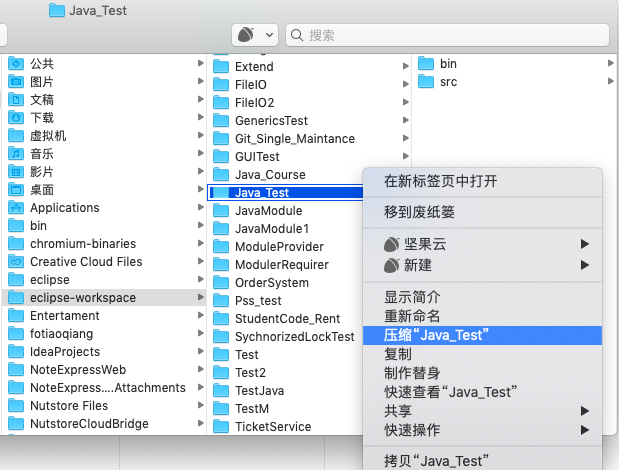 Java_Test
搜索
公共
图片
文稿
下载
虚拟机
音乐
影片
桌面
Applications
bin
chromium-binaries
Creative Cloud Files
eclipse
eclipse-workspace
Entertament
fotiaoqiang
IdeaProjects
NoteExpressWeb
NoteExpress....Attachments
Nutstore Files
NutstoreCloudBridge
Extend
FileIO
FileIO2
GenericsTest
Git_Single_Maintance
GUITest
Java_Course
Java_Test
JavaModule
JavaModule1
ModuleProvider
ModulerRequirer
OrderSystem
Pss_test
StudentCode_Rent
SychnorizedLockTest
Test
Test2
TestJava
TestM
TicketService
bin
src
在新标签页中打开
移到废纸篓
坚果云
新建
显示简介
重新命名
压缩“Java_Test”
复制
制作替身
快速查看“Java_Test”
共享
快速操作
拷贝“Java_Test”